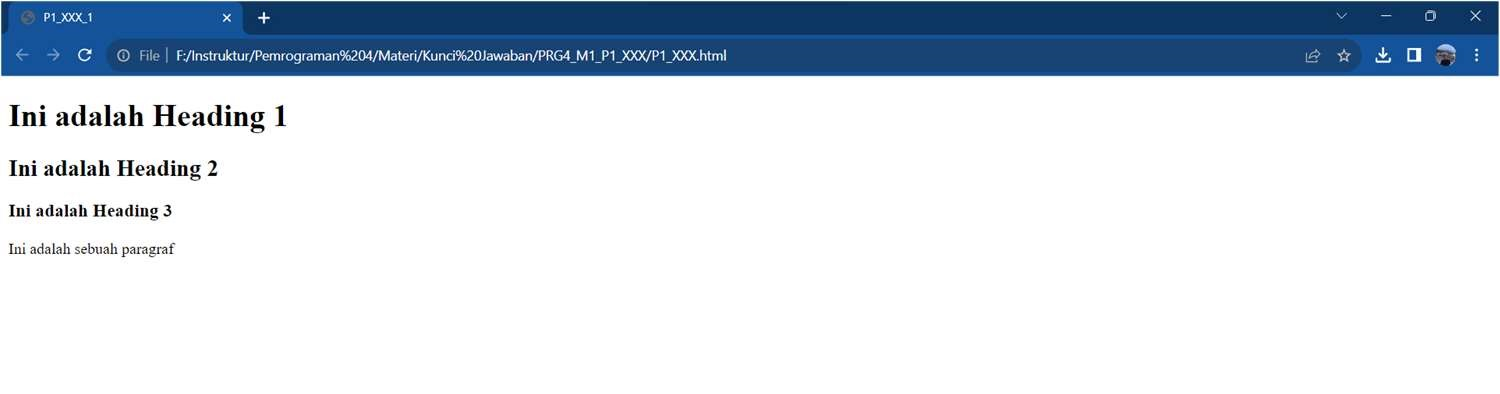 P1_XXX_1
File | F:/Instruktur/Pemrograman%204/Materi/Kunci%20Jawaban/PRG4_M1_P1_XXX/P1_XXX.html
Ini adalah Heading 1
Ini adalah Heading 2
Ini adalah Heading 3
Ini adalah sebuah paragraf